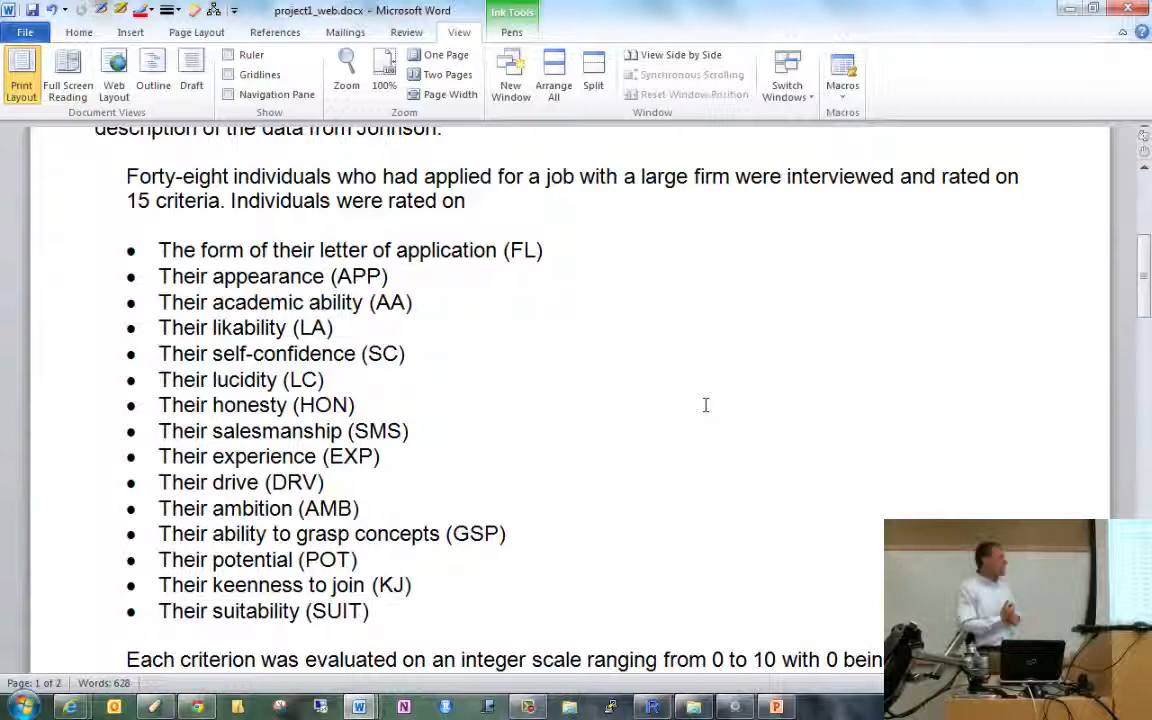 project1_web.docx - Microsoft Word
Ink Tools
File Home Insert Page Layout References Mailings Review View Pens
Print Layout
Full Screen Reading
Web Layout
Outline
Draft
Document Views
Ruler
Gridlines
Navigation Pane
Show
Zoom
100%
One Page
Two Pages
Page Width
Zoom
New Window
Arrange All
Split
View Side by Side
Synchronous Scrolling
Reset Window Position
Window
Switch Windows
Macros
Macros
description of the data from Johnson.
Forty-eight individuals who had applied for a job with a large firm were interviewed and rated on
15 criteria. Individuals were rated on
• The form of their letter of application (FL)
• Their appearance (APP)
• Their academic ability (AA)
• Their likability (LA)
• Their self-confidence (SC)
• Their lucidity (LC)
• Their honesty (HON)
• Their salesmanship (SMS)
• Their experience (EXP)
• Their drive (DRV)
• Their ambition (AMB)
• Their ability to grasp concepts (GSP)
• Their potential (POT)
• Their keenness to join (KJ)
• Their suitability (SUIT)
Each criterion was evaluated on an integer scale ranging from 0 to 10 with 0 bein
Page: 1 of 2 Words: 628